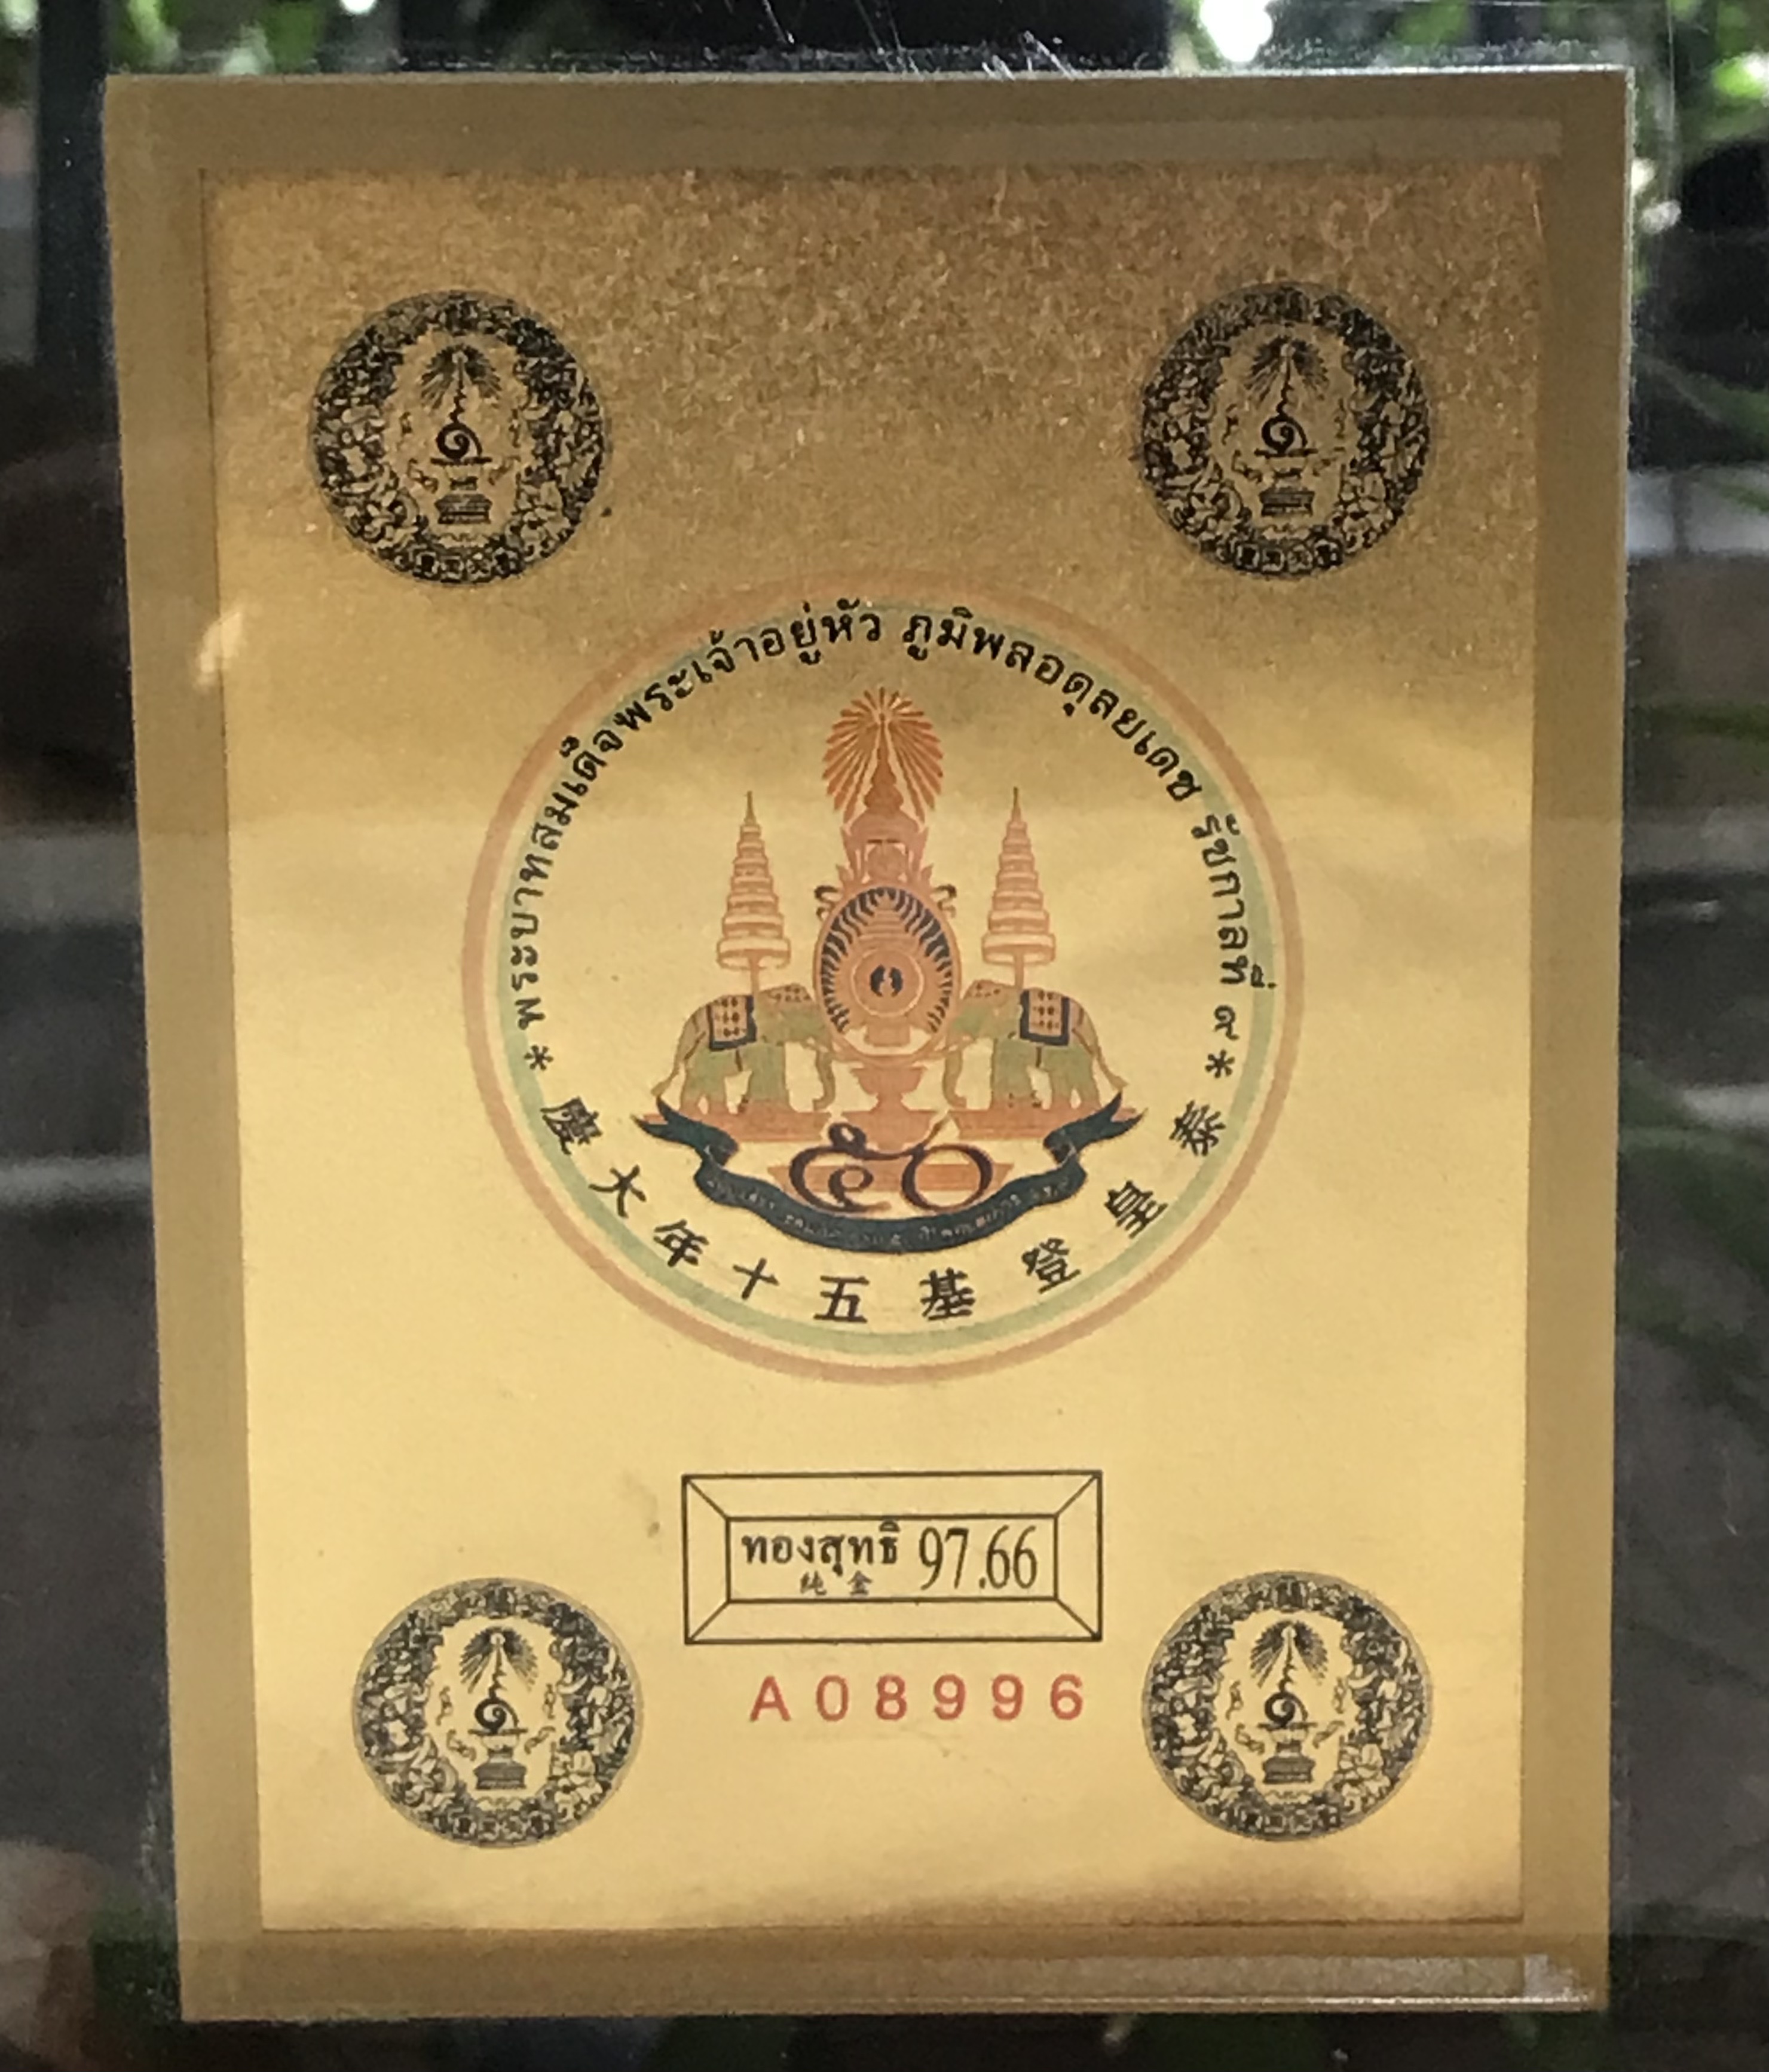 * พระบาทสมเด็จพระเจ้าอยู่หัว ภูมิพลอดุลยเดช รัชกาลที่ ๙ *
๕๐
泰皇登基五十年大慶
ทองสุทธิ 97.66
純金
A08996